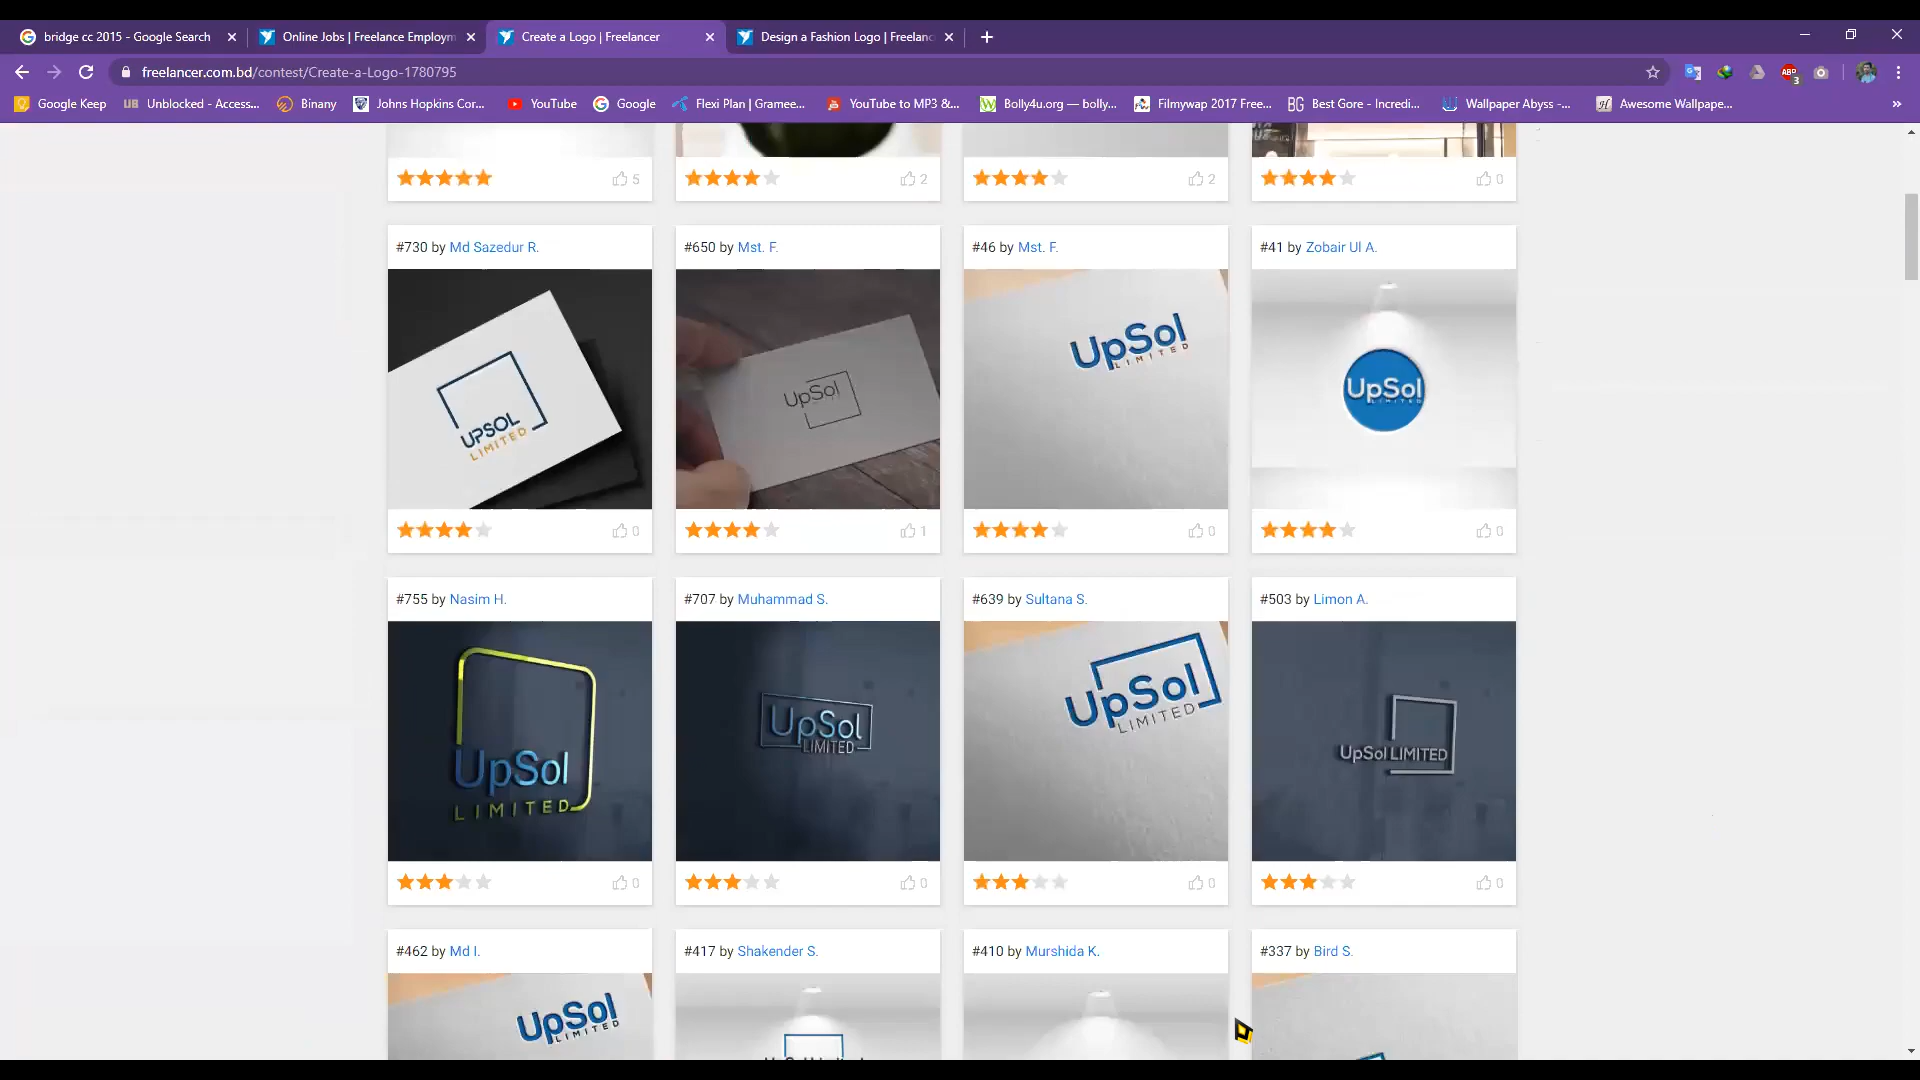 bridge cc 2015 - Google Search
Online Jobs | Freelance Employm
Create a Logo | Freelancer
Design a Fashion Logo | Freelanc
freelancer.com.bd/contest/Create-a-Logo-1780795
ABP
3
Google Keep
UB Unblocked - Access...
Binany
Johns Hopkins Cor...
YouTube
Google
Flexi Plan | Gramee...
YouTube to MP3 &...
Bolly4u.org — bolly...
Filmywap 2017 Free...
BG Best Gore - Incredi...
Wallpaper Abyss -...
Awesome Wallpape...
5
2
2
0
#730 by Md Sazedur R.
#650 by Mst. F.
#46 by Mst. F.
#41 by Zobair Ul A.
UPSOL
LIMITED
UpSol
UpSol
LIMITED
UpSol
LIMITED
0
1
0
0
#755 by Nasim H.
#707 by Muhammad S.
#639 by Sultana S.
#503 by Limon A.
UpSol
LIMITED
UpSol
LIMITED
UpSol
LIMITED
UpSol LIMITED
0
0
0
0
#462 by Md I.
#417 by Shakender S.
#410 by Murshida K.
#337 by Bird S.
UpSol
LIMITED